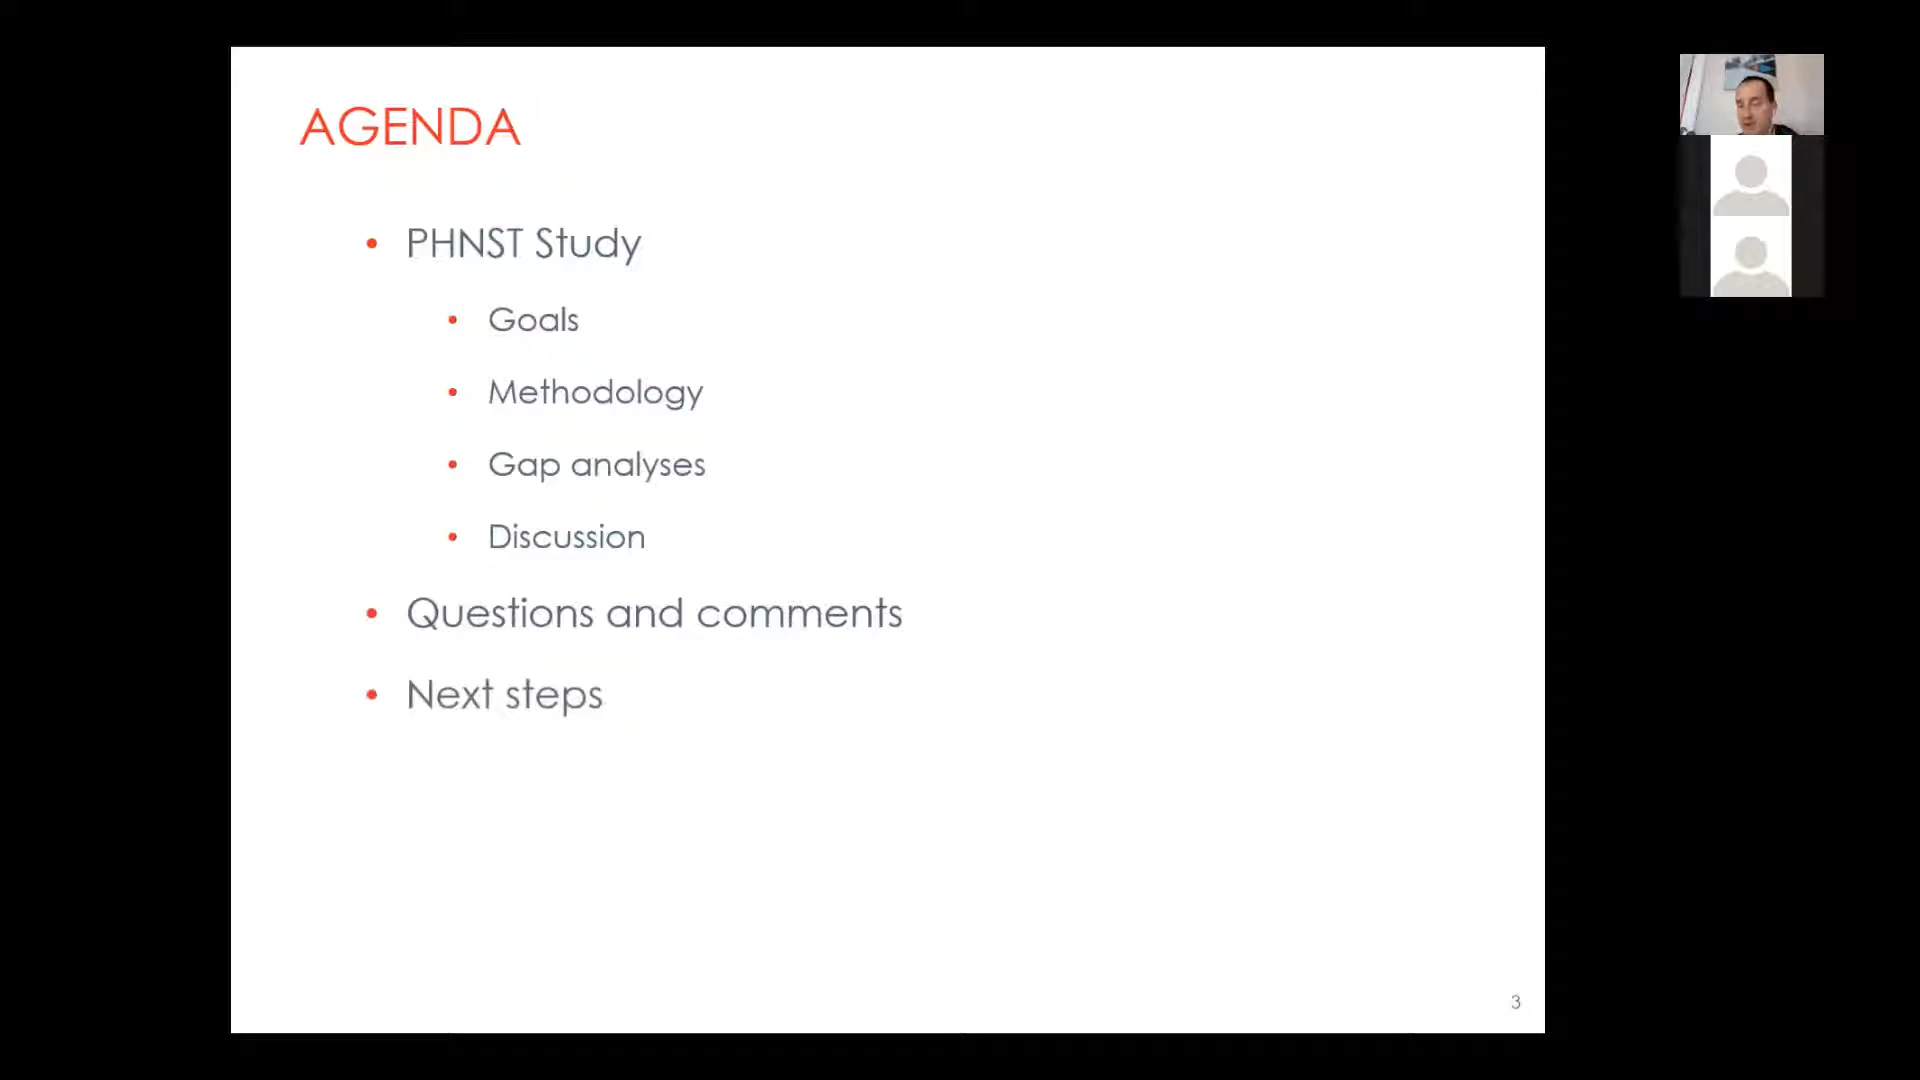 AGENDA
• PHNST Study
• Goals
• Methodology
• Gap analyses
• Discussion
• Questions and comments
• Next steps
3